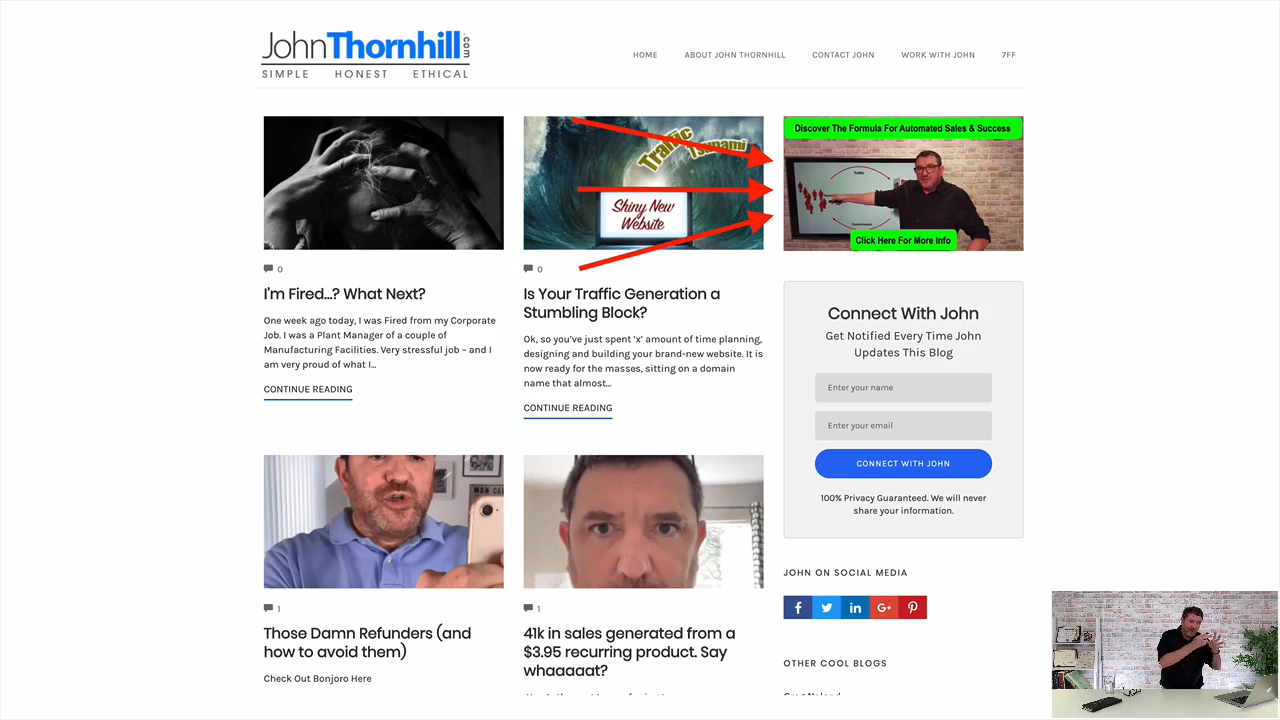 JohnThornhill.com
SIMPLE HONEST ETHICAL
HOME ABOUT JOHN THORNHILL CONTACT JOHN WORK WITH JOHN 7FF
Traffic
Tsunami
Shiny New
Website
Discover The Formula For Automated Sales & Success
Traffic
Click Here For More Info
0
I'm Fired...? What Next?
One week ago today, I was Fired from my Corporate
Job. I was a Plant Manager of a couple of
Manufacturing Facilities. Very stressful job – and I
am very proud of what I...
CONTINUE READING
0
Is Your Traffic Generation a
Stumbling Block?
Ok, so you've just spent 'x' amount of time planning,
designing and building your brand-new website. It is
now ready for the masses, sitting on a domain
name that almost...
CONTINUE READING
Connect With John
Get Notified Every Time John
Updates This Blog
Enter your name
Enter your email
CONNECT WITH JOHN
100% Privacy Guaranteed. We will never
share your information.
MAN CAVE
1
Those Damn Refunders (and
how to avoid them)
Check Out Bonjoro Here
1
41k in sales generated from a
$3.95 recurring product. Say
whaaaaat?
JOHN ON SOCIAL MEDIA
f in G+
OTHER COOL BLOGS